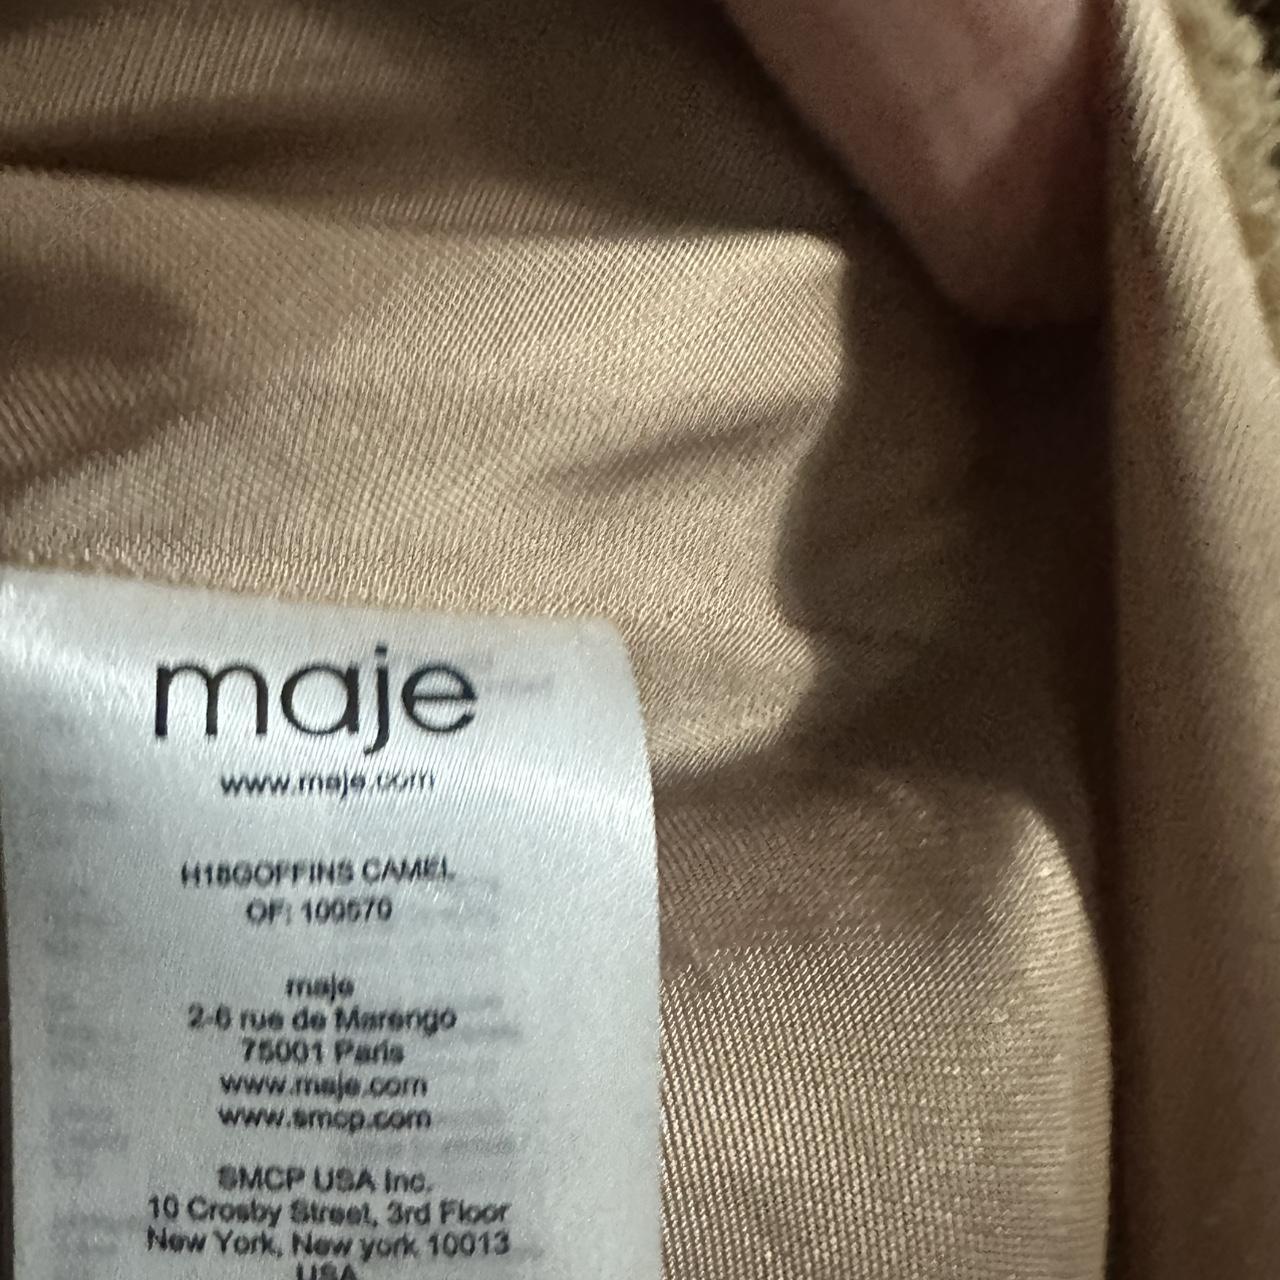 maje
www.maje.com
H18GOFFINS CAMEL
OF: 100570
maje
2-6 rue de Marengo
75001 Paris
www.maje.com
www.smcp.com
SMCP USA Inc.
10 Crosby Street, 3rd Floor
New York, New york 10013
USA